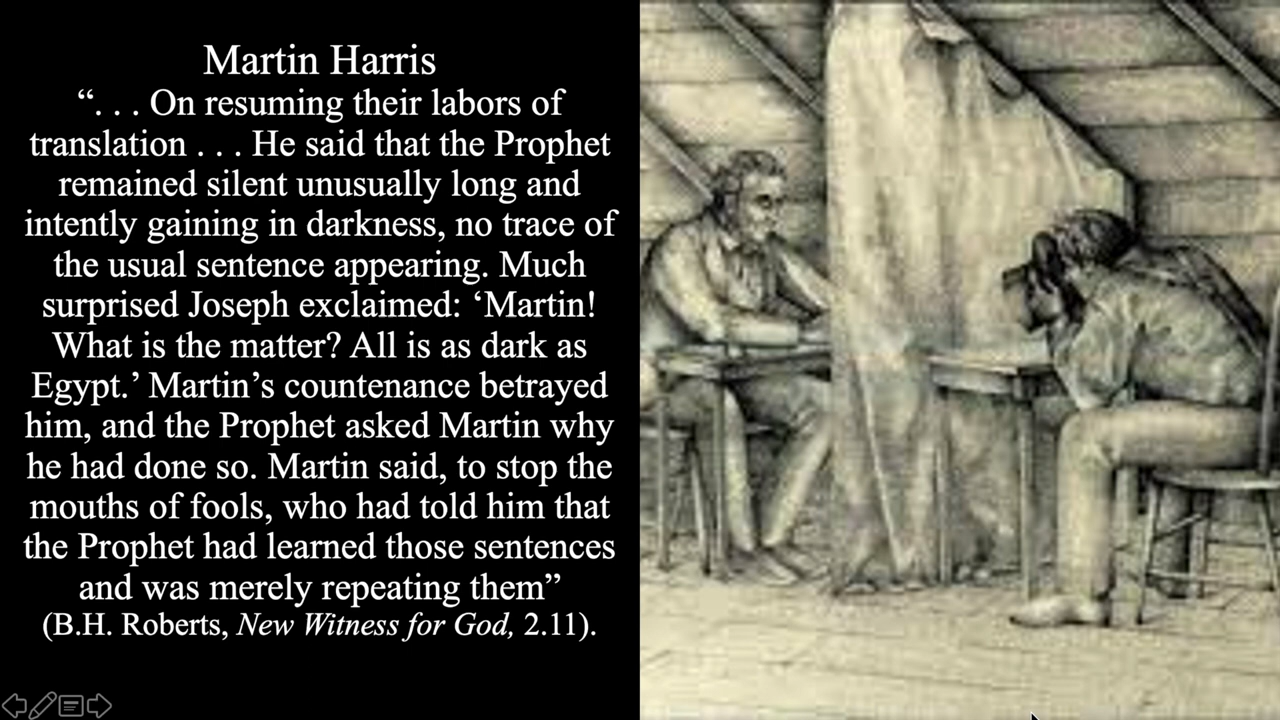 Martin Harris
“. . . On resuming their labors of
translation . . . He said that the Prophet
remained silent unusually long and
intently gaining in darkness, no trace of
the usual sentence appearing. Much
surprised Joseph exclaimed: ‘Martin!
What is the matter? All is as dark as
Egypt.’ Martin’s countenance betrayed
him, and the Prophet asked Martin why
he had done so. Martin said, to stop the
mouths of fools, who had told him that
the Prophet had learned those sentences
and was merely repeating them”
(B.H. Roberts, New Witness for God, 2.11).